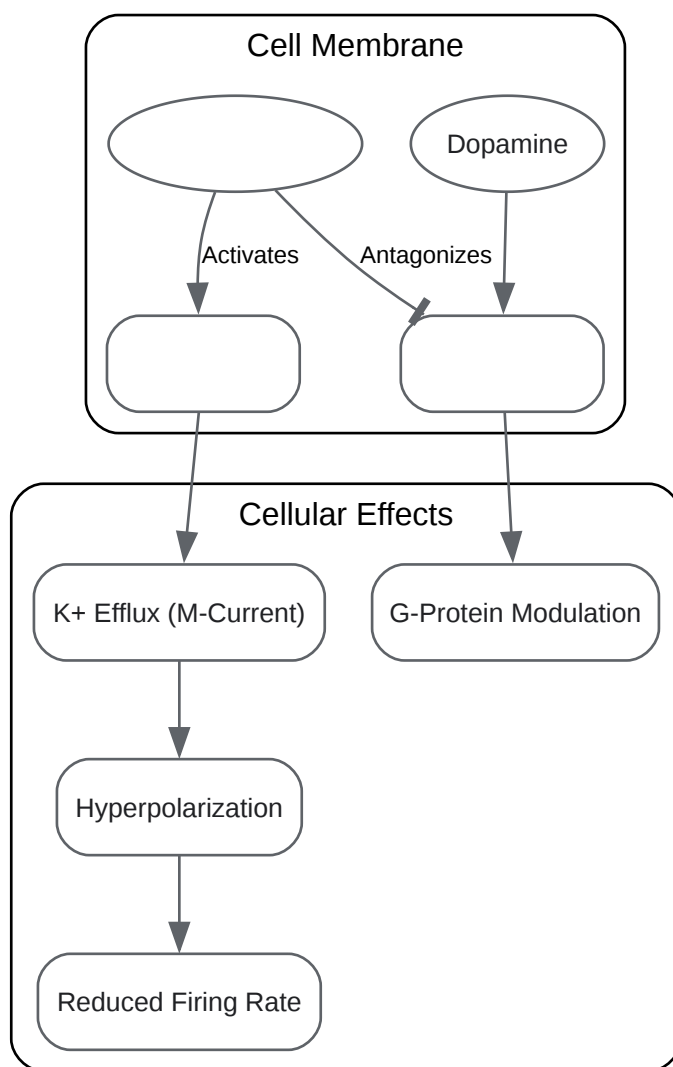 Cell Membrane
Dopamine
Activates
Antagonizes
Cellular Effects
K+ Efflux (M-Current)
G-Protein Modulation
Hyperpolarization
Reduced Firing Rate